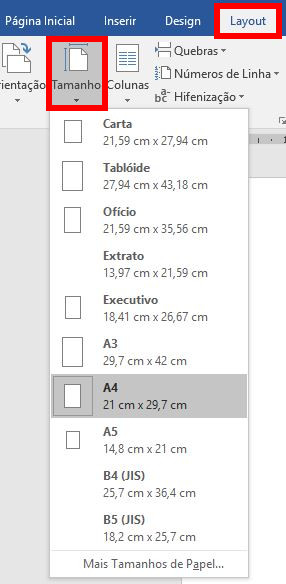 Página Inicial Inserir Design Layout
Quebras
Números de Linha
Hifenização
rientação Tamanho Colunas
Carta
21,59 cm x 27,94 cm
Tablóide
27,94 cm x 43,18 cm
Ofício
21,59 cm x 35,56 cm
Extrato
13,97 cm x 21,59 cm
Executivo
18,41 cm x 26,67 cm
A3
29,7 cm x 42 cm
A4
21 cm x 29,7 cm
A5
14,8 cm x 21 cm
B4 (JIS)
25,7 cm x 36,4 cm
B5 (JIS)
18,2 cm x 25,7 cm
Mais Tamanhos de Papel...